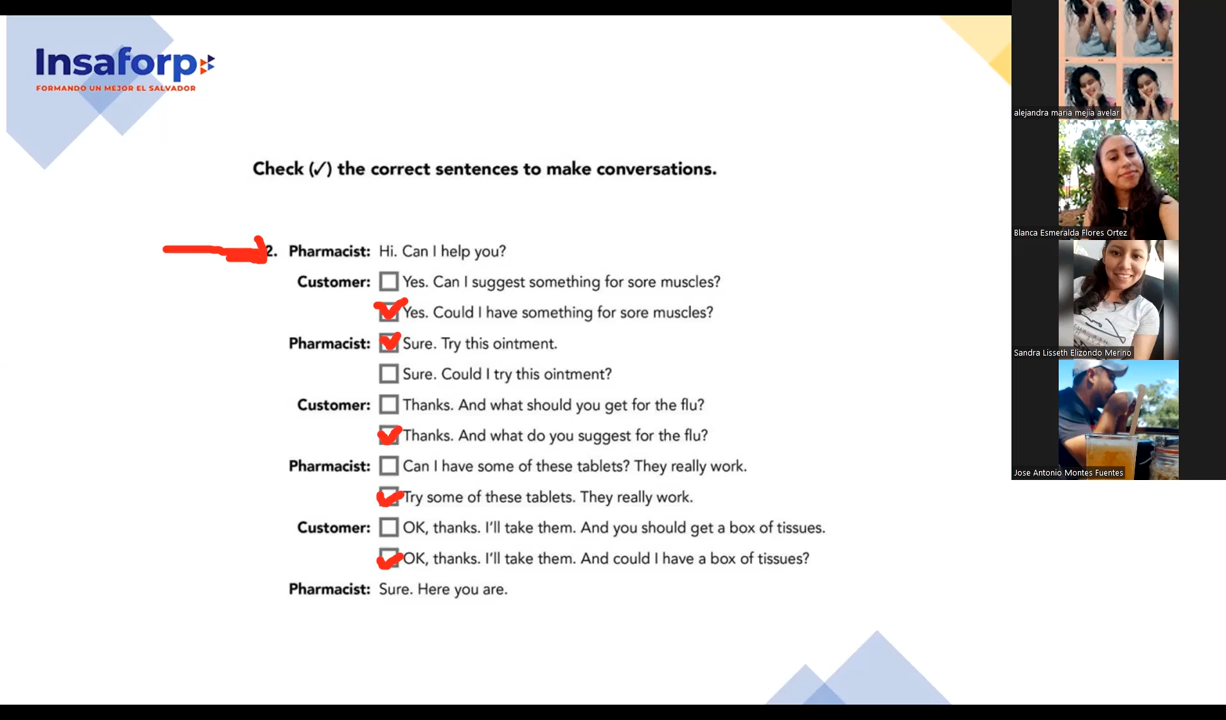 Insaforp
FORMANDO UN MEJOR EL SALVADOR
Check (✓) the correct sentences to make conversations.
2. Pharmacist: Hi. Can I help you?
Customer: Yes. Can I suggest something for sore muscles?
Yes. Could I have something for sore muscles?
Pharmacist: Sure. Try this ointment.
Sure. Could I try this ointment?
Customer: Thanks. And what should you get for the flu?
Thanks. And what do you suggest for the flu?
Pharmacist: Can I have some of these tablets? They really work.
Try some of these tablets. They really work.
Customer: OK, thanks. I'll take them. And you should get a box of tissues.
OK, thanks. I'll take them. And could I have a box of tissues?
Pharmacist: Sure. Here you are.
alejandra maria mejia avelar
Blanca Esmeralda Flores Ortez
Sandra Lisseth Elizondo Merino
Jose Antonio Montes Fuentes